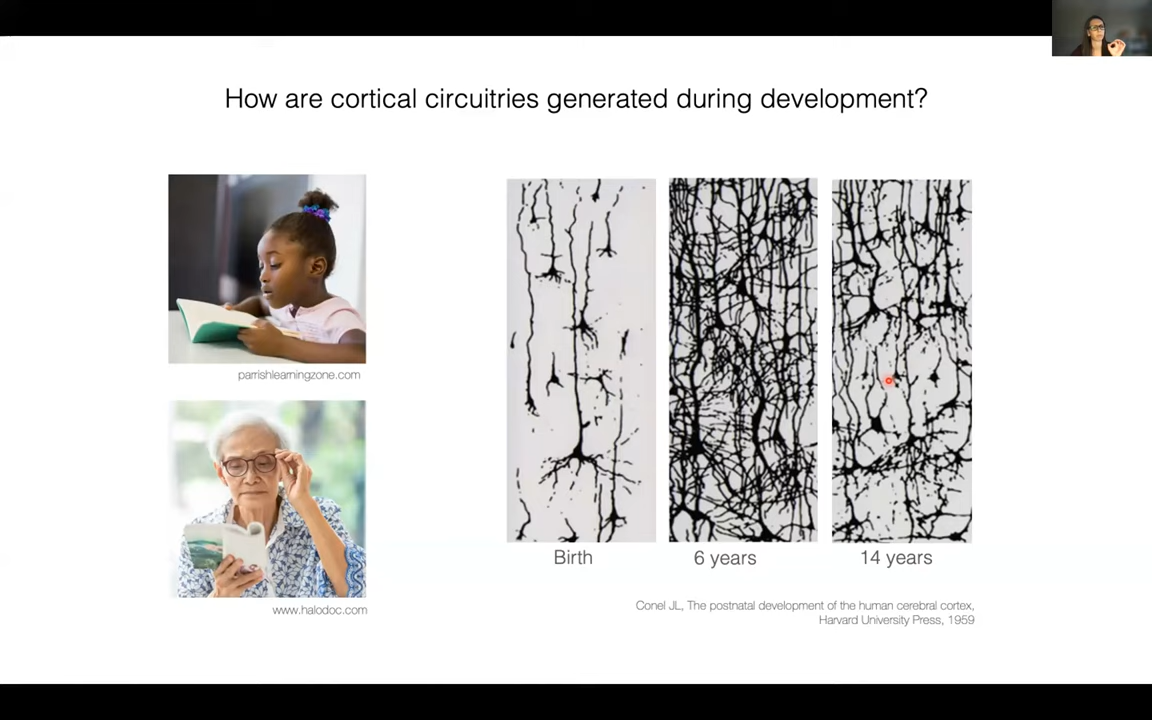 How are cortical circuitries generated during development?
parrishlearningzone.com
www.halodoc.com
Birth
6 years
14 years
Conel JL, The postnatal development of the human cerebral cortex,
Harvard University Press, 1959